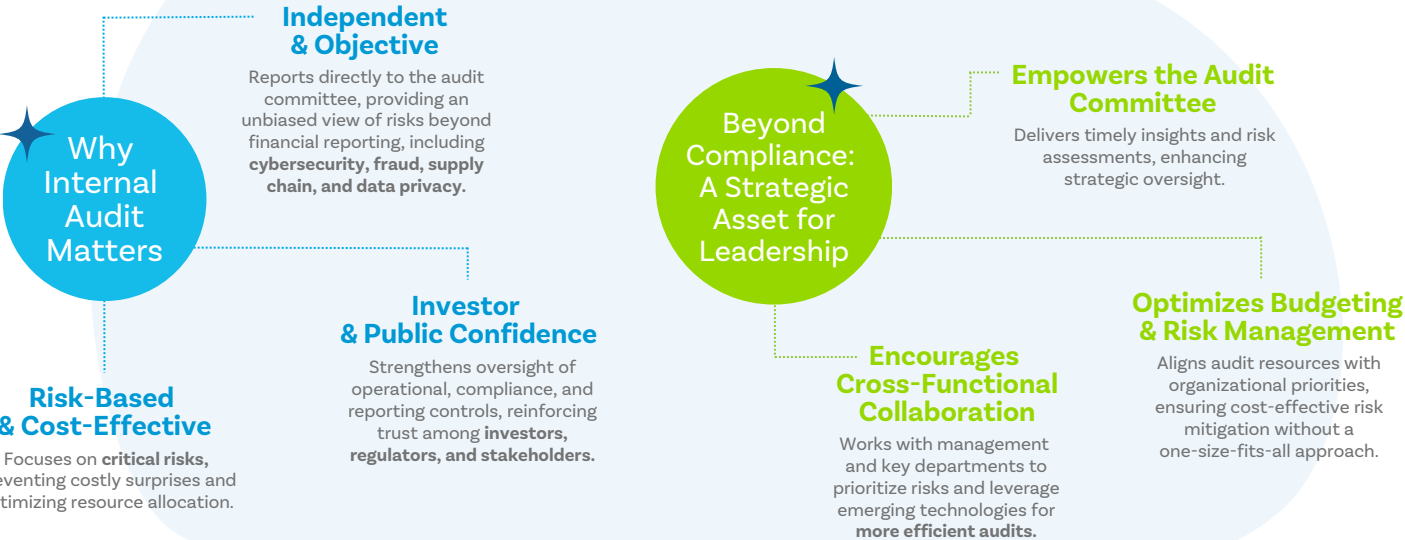 Why
Internal
Audit
Matters
Independent
& Objective
Reports directly to the audit
committee, providing an
unbiased view of risks beyond
financial reporting, including
cybersecurity, fraud, supply
chain, and data privacy.
Investor
& Public Confidence
Strengthens oversight of
operational, compliance, and
reporting controls, reinforcing
trust among investors,
regulators, and stakeholders.
Risk-Based
& Cost-Effective
Focuses on critical risks,
eventing costly surprises and
timizing resource allocation.
Beyond
Compliance:
A Strategic
Asset for
Leadership
Empowers the Audit
Committee
Delivers timely insights and risk
assessments, enhancing
strategic oversight.
Optimizes Budgeting
& Risk Management
Aligns audit resources with
organizational priorities,
ensuring cost-effective risk
mitigation without a
one-size-fits-all approach.
Encourages
Cross-Functional
Collaboration
Works with management
and key departments to
prioritize risks and leverage
emerging technologies for
more efficient audits.